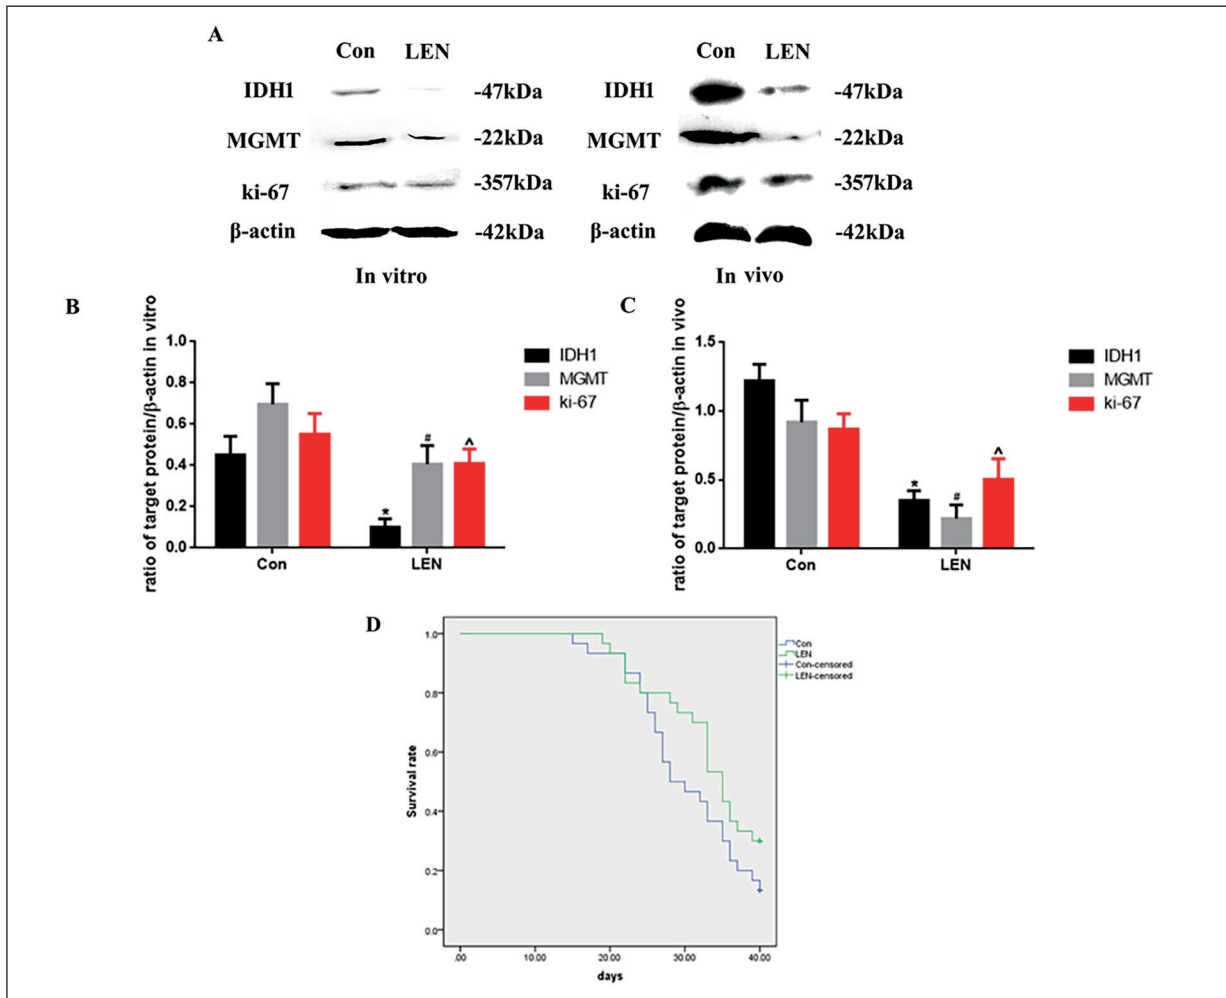 A
Con LEN
IDH1 -47kDa
MGMT -22kDa
ki-67 -357kDa
β-actin -42kDa
In vitro
Con LEN
IDH1 -47kDa
MGMT -22kDa
ki-67 -357kDa
β-actin -42kDa
In vivo
B
ratio of target protein/β-actin in vitro
1.0
0.8
0.6
0.4
0.2
0.0
* # ^
Con LEN
IDH1
MGMT
ki-67
C
ratio of target protein/β-actin in vivo
1.5
1.0
0.5
0.0
* # ^
Con LEN
IDH1
MGMT
ki-67
D
Survival rate
1.0
0.8
0.6
0.4
0.2
0.0
.00 10.00 20.00 30.00 40.00
days
Con
LEN
Con-censored
LEN-censored